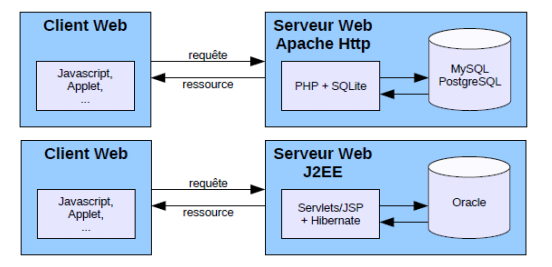 Client Web
Javascript,
Applet,
...
requête
ressource
Serveur Web
Apache Http
PHP + SQLite
MySQL
PostgreSQL
Client Web
Javascript,
Applet,
...
requête
ressource
Serveur Web
J2EE
Servlets/JSP
+ Hibernate
Oracle